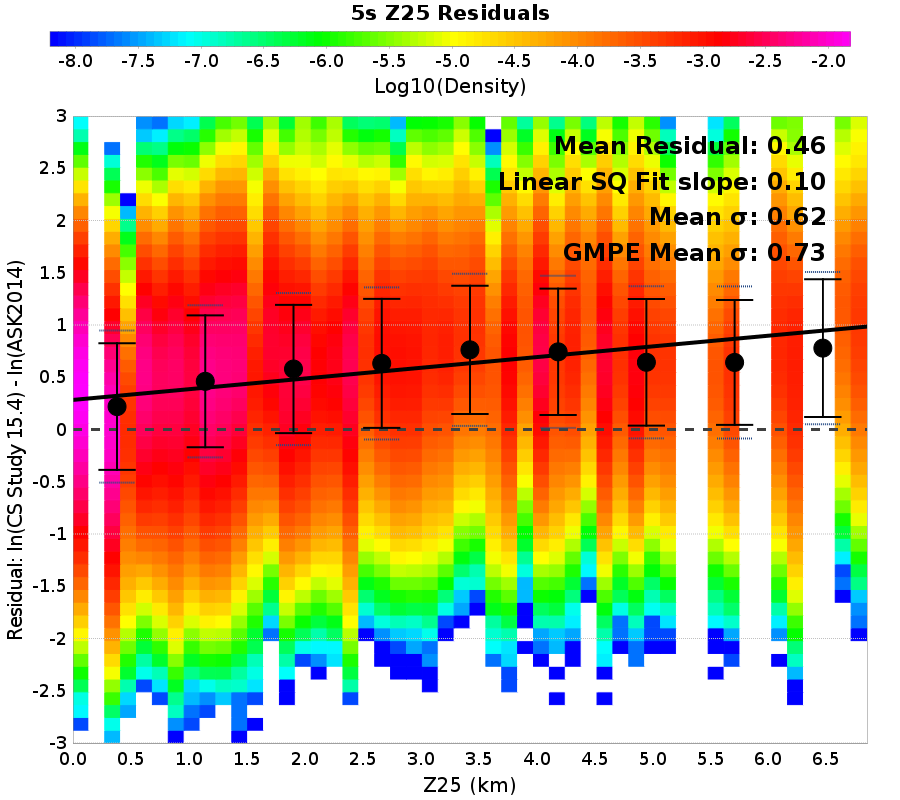 5s Z25 Residuals
-8.0 -7.5 -7.0 -6.5 -6.0 -5.5 -5.0 -4.5 -4.0 -3.5 -3.0 -2.5 -2.0
Log10(Density)
Mean Residual: 0.46
Linear SQ Fit slope: 0.10
Mean σ: 0.62
GMPE Mean σ: 0.73
Residual: ln(CS Study 15.4) - ln(ASK2014)
3
2.5
2
1.5
1
0.5
0
-0.5
-1
-1.5
-2
-2.5
-3
0.0 0.5 1.0 1.5 2.0 2.5 3.0 3.5 4.0 4.5 5.0 5.5 6.0 6.5
Z25 (km)